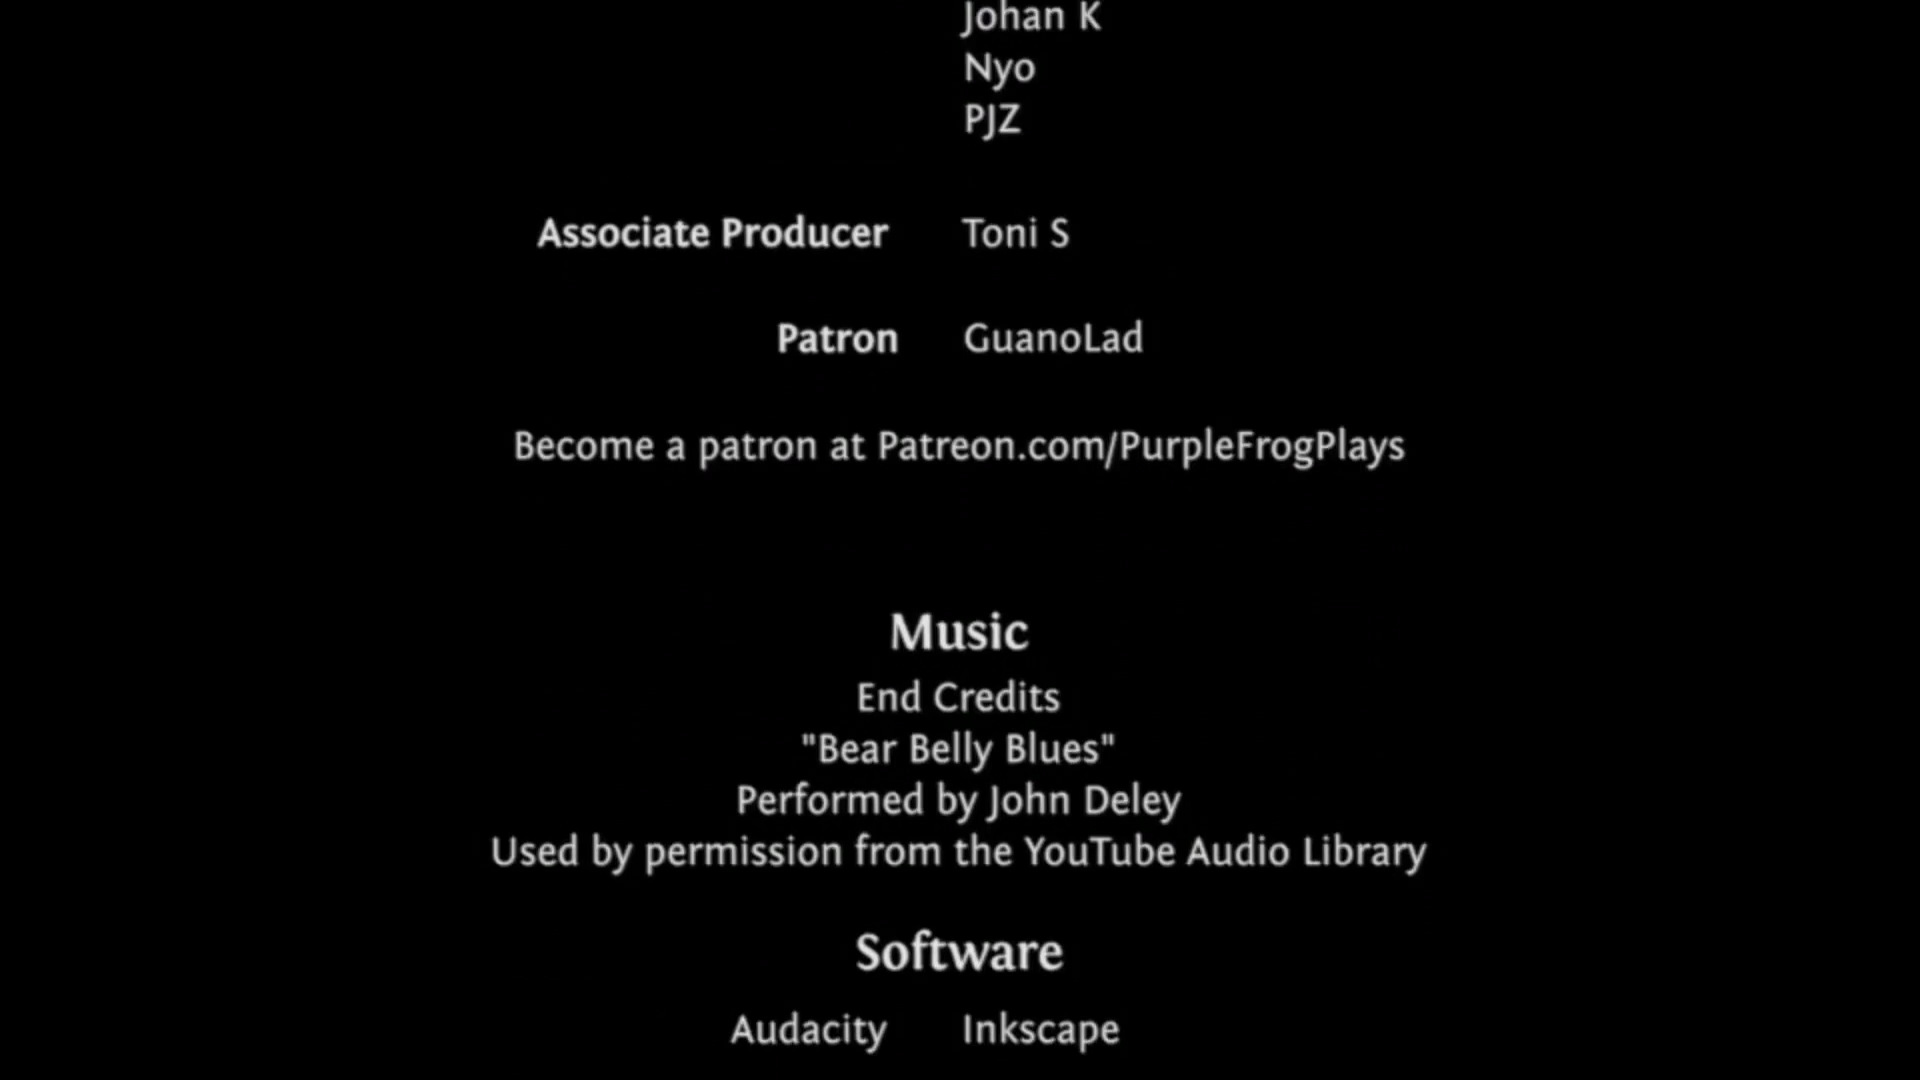 Johan K
Nyo
PJZ
Associate Producer Toni S
Patron GuanoLad
Become a patron at Patreon.com/PurpleFrogPlays
Music
End Credits
"Bear Belly Blues"
Performed by John Deley
Used by permission from the YouTube Audio Library
Software
Audacity Inkscape